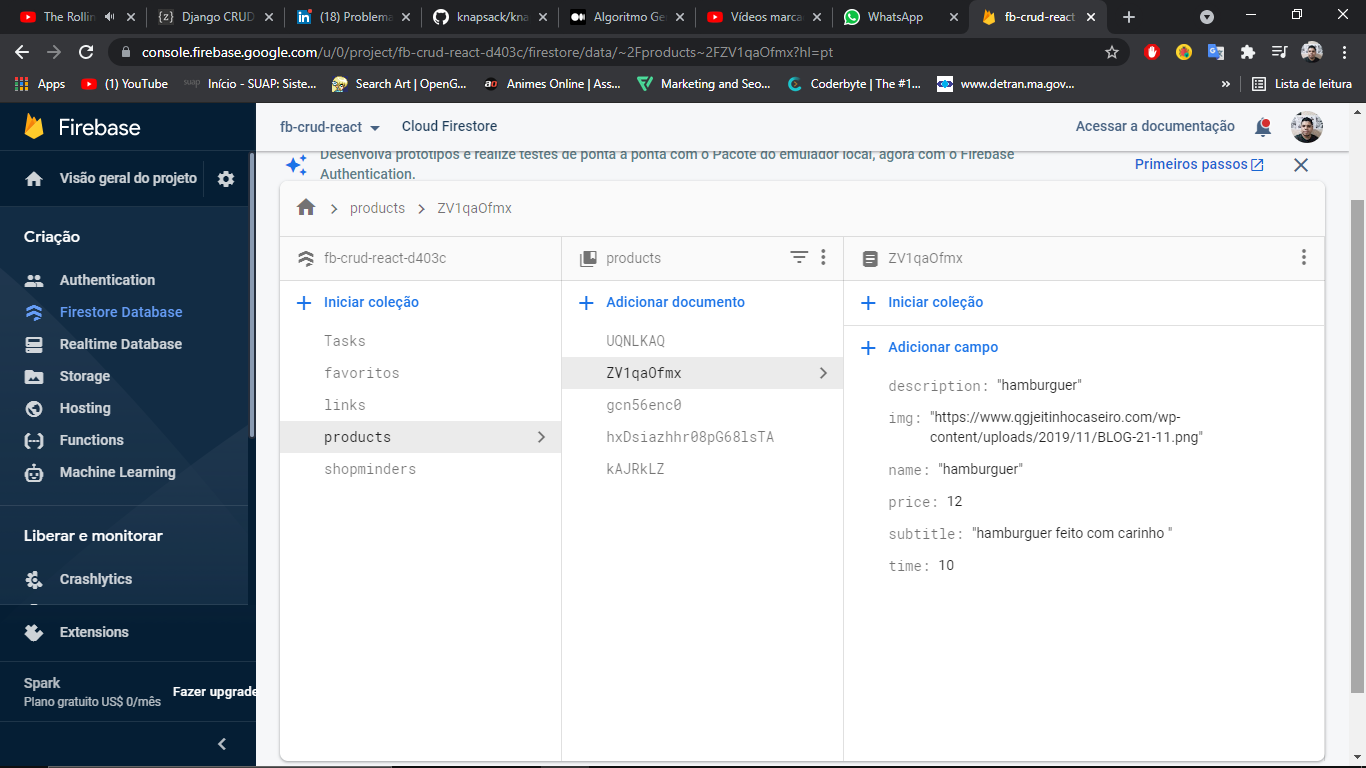 The Rollin
Django CRUD
(18) Problema
knapsack/kna
Algoritmo Ge
Vídeos marca
WhatsApp
fb-crud-react
console.firebase.google.com/u/0/project/fb-crud-react-d403c/firestore/data/~2Fproducts~2FZV1qaOfmx?hl=pt
Apps
(1) YouTube
suap
Início - SUAP: Siste...
Search Art | OpenG...
ao
Animes Online | Ass...
Marketing and Seo...
Coderbyte | The #1...
www.detran.ma.gov...
»
Lista de leitura
Firebase
fb-crud-react
Cloud Firestore
Acessar a documentação
Visão geral do projeto
Desenvolva protótipos e realize testes de ponta a ponta com o Pacote do emulador local, agora com o Firebase
Authentication.
Primeiros passos
products
ZV1qaOfmx
Criação
Authentication
Firestore Database
Realtime Database
Storage
Hosting
Functions
Machine Learning
Liberar e monitorar
Crashlytics
Extensions
Spark
Plano gratuito US$ 0/mês
Fazer upgrade
fb-crud-react-d403c
Iniciar coleção
Tasks
favoritos
links
products
shopminders
products
Adicionar documento
UQNLKAQ
ZV1qaOfmx
gcn56enc0
hxDsiazhhr08pG68lsTA
kAJRkLZ
ZV1qaOfmx
Iniciar coleção
Adicionar campo
description: "hamburguer"
img: "https://www.qgjeitinhocaseiro.com/wp-
content/uploads/2019/11/BLOG-21-11.png"
name: "hamburguer"
price: 12
subtitle: "hamburguer feito com carinho "
time: 10